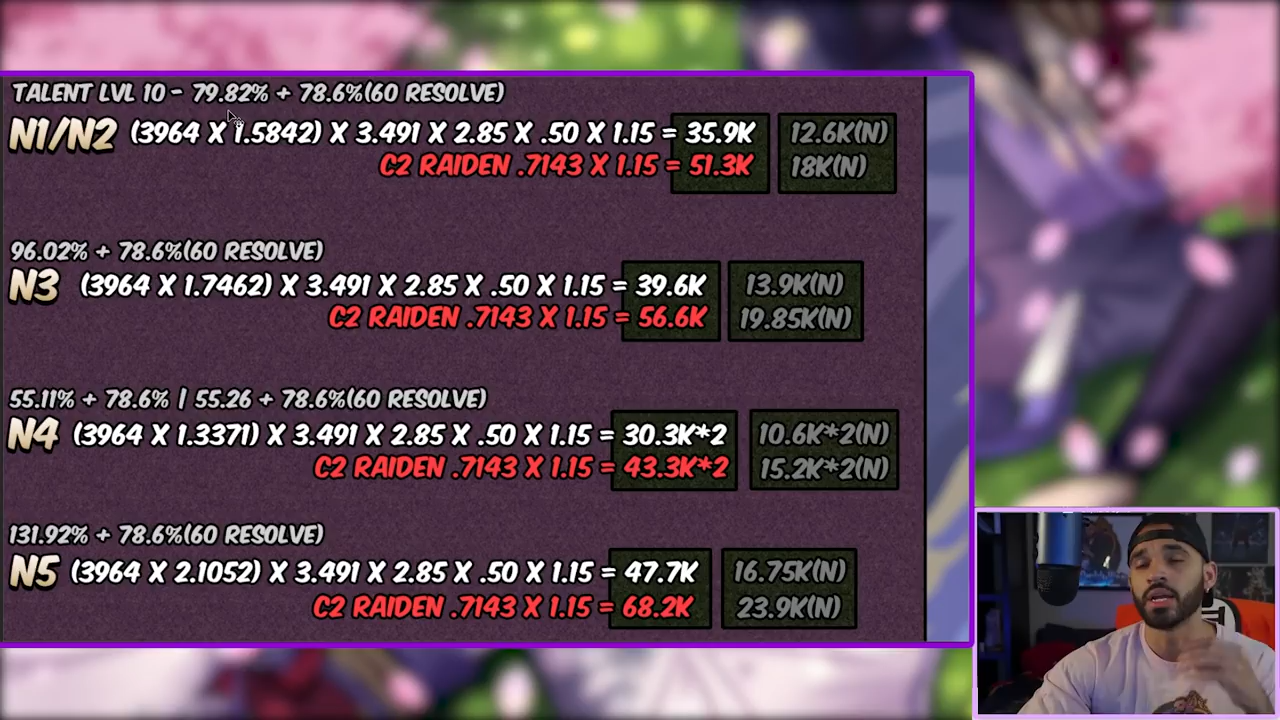 TALENT LVL 10 - 79.82% + 78.6%(60 RESOLVE)
N1/N2 (3964 X 1.5842) X 3.491 X 2.85 X .50 X 1.15 = 35.9K 12.6K(N)
C2 RAIDEN .7143 X 1.15 = 51.3K 18K(N)
96.02% + 78.6%(60 RESOLVE)
N3 (3964 X 1.7462) X 3.491 X 2.85 X .50 X 1.15 = 39.6K 13.9K(N)
C2 RAIDEN .7143 X 1.15 = 56.6K 19.85K(N)
55.11% + 78.6% | 55.26 + 78.6%(60 RESOLVE)
N4 (3964 X 1.3371) X 3.491 X 2.85 X .50 X 1.15 = 30.3K*2 10.6K*2(N)
C2 RAIDEN .7143 X 1.15 = 43.3K*2 15.2K*2(N)
131.92% + 78.6%(60 RESOLVE)
N5 (3964 X 2.1052) X 3.491 X 2.85 X .50 X 1.15 = 47.7K 16.75K(N)
C2 RAIDEN .7143 X 1.15 = 68.2K 23.9K(N)